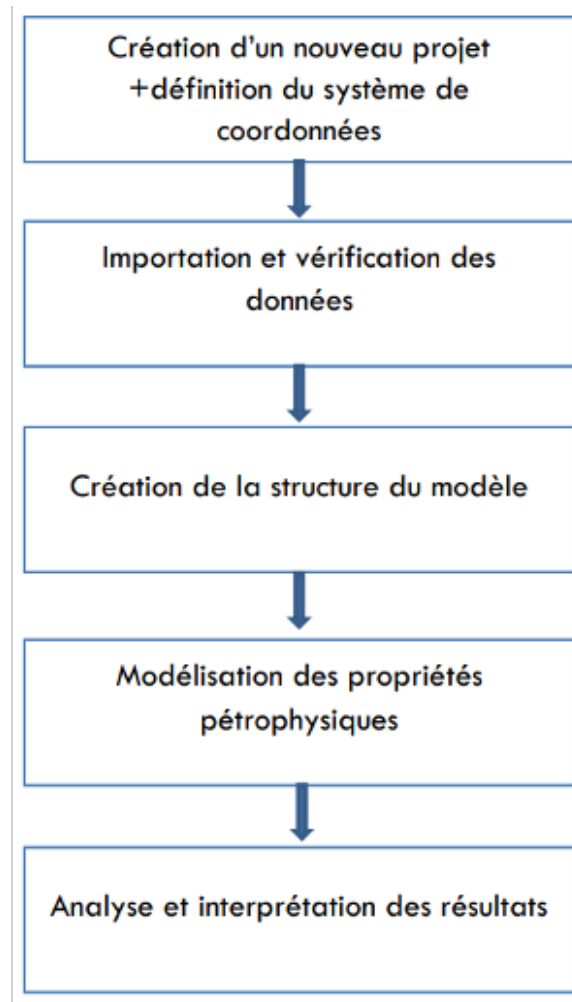 Création d'un nouveau projet
+définition du système de
coordonnées
Importation et vérification des
données
Création de la structure du modèle
Modélisation des propriétés
pétrophysiques
Analyse et interprétation des résultats